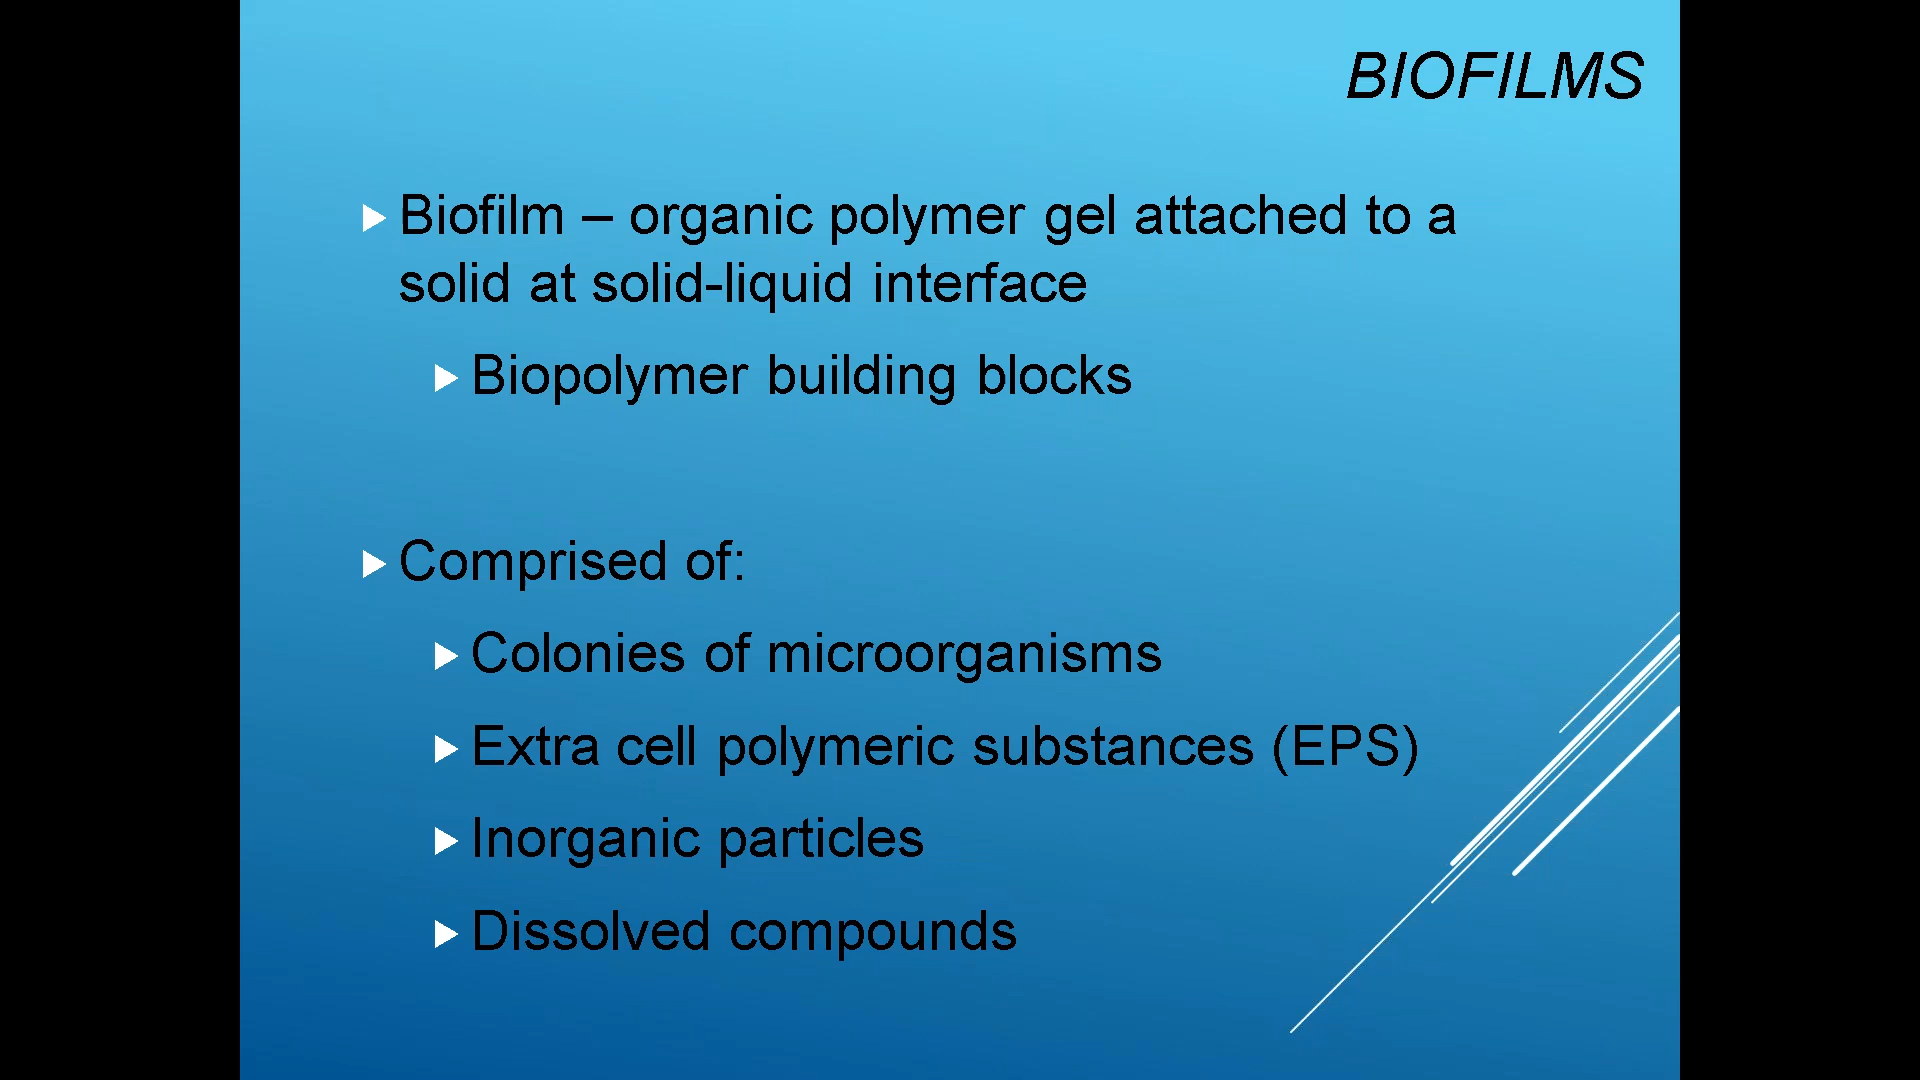 BIOFILMS
Biofilm – organic polymer gel attached to a
solid at solid-liquid interface
Biopolymer building blocks
Comprised of:
Colonies of microorganisms
Extra cell polymeric substances (EPS)
Inorganic particles
Dissolved compounds